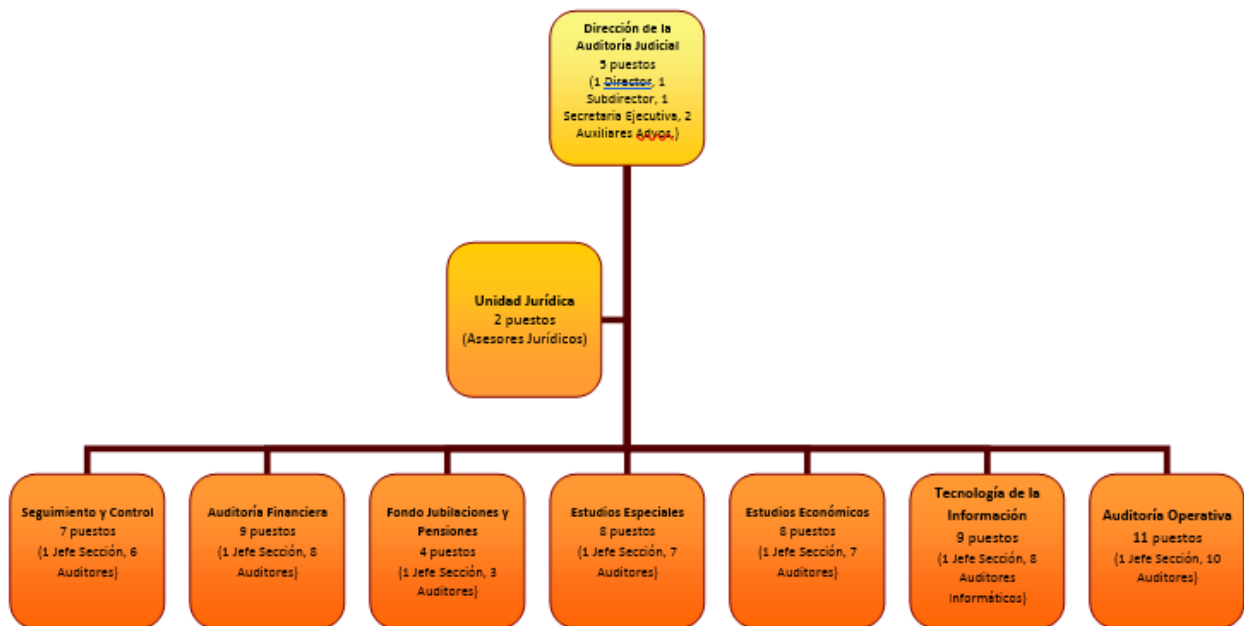 Dirección de la
Auditoría Judicial
5 puestos
(1 Director, 1
Subdirector, 1
Secretaria Ejecutiva, 2
Auxiliares Advos,)
Unidad Jurídica
2 puestos
(Asesores Jurídicos)
Seguimiento y Control
7 puestos
(1 Jefe Sección, 6
Auditores}
Auditoría Financiera
9 puestos
(1 Jefe Sección, 8
Auditores}
Fondo Jubilaciones y
Pensiones
4 puestos
(1 Jefe Sección, 3
Auditores}
Estudios Especiales
8 puestos
(1 Jefe Sección, 7
Auditores}
Estudios Económicos
8 puestos
(1 Jefe Sección, 7
Auditores}
Tecnología de la
Información
9 puestos
(1 Jefe Sección, 8
Auditores
Informáticos}
Auditoría Operativa
11 puestos
(1 Jefe Sección, 10
Auditores}